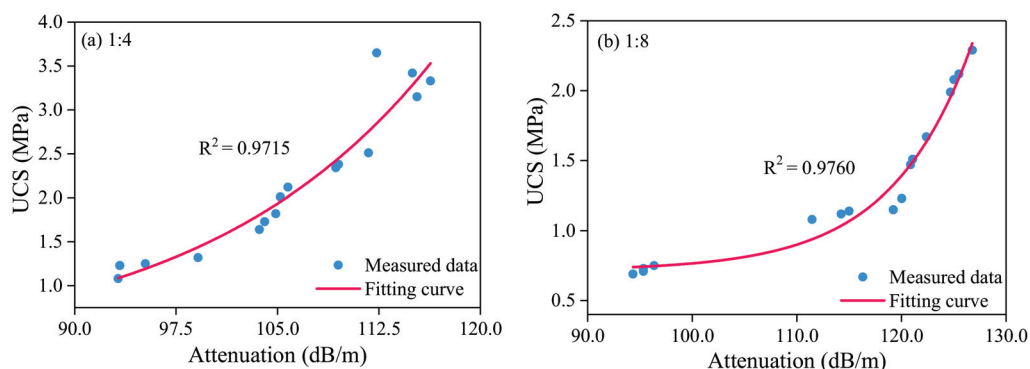 (a) 1:4
4.0
3.5
3.0
2.5
2.0
1.5
1.0
UCS (MPa)
R² = 0.9715
Measured data
Fitting curve
90.0 97.5 105.0 112.5 120.0
Attenuation (dB/m)
(b) 1:8
2.5
2.0
1.5
1.0
0.5
UCS (MPa)
R² = 0.9760
Measured data
Fitting curve
90.0 100.0 110.0 120.0 130.0
Attenuation (dB/m)